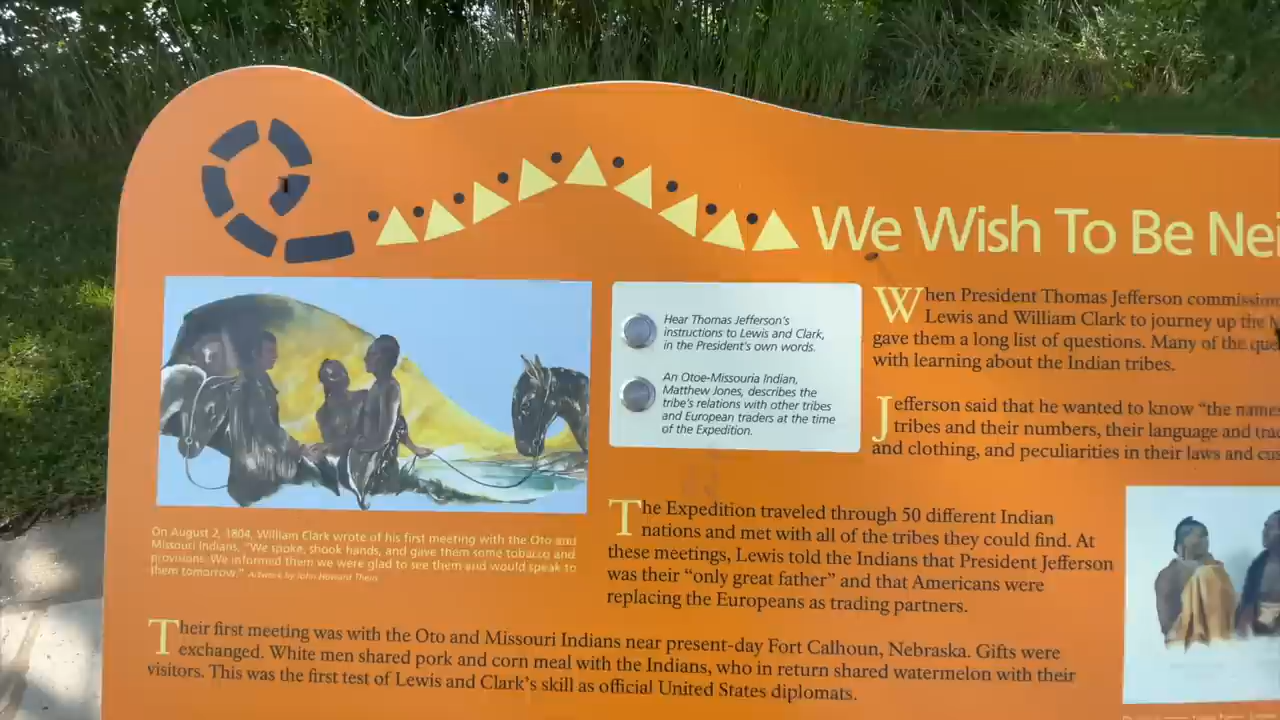 We Wish To Be Nei
Hear Thomas Jefferson's
instructions to Lewis and Clark,
in the President's own words.
An Otoe-Missouria Indian,
Matthew Jones, describes the
tribe's relations with other tribes
and European traders at the time
of the Expedition.
When President Thomas Jefferson commission
Lewis and William Clark to journey up the M
gave them a long list of questions. Many of the que
with learning about the Indian tribes.
Jefferson said that he wanted to know "the names
tribes and their numbers, their language and tra
and clothing, and peculiarities in their laws and cus
On August 2, 1804, William Clark wrote of his first meeting with the Oto and
Missouri Indians, "We spoke, shook hands, and gave them some tobacco and
provisions. We informed them we were glad to see them and would speak to
them tomorrow." Artwork by John Howard Thein
The Expedition traveled through 50 different Indian
nations and met with all of the tribes they could find. At
these meetings, Lewis told the Indians that President Jefferson
was their "only great father" and that Americans were
replacing the Europeans as trading partners.
Their first meeting was with the Oto and Missouri Indians near present-day Fort Calhoun, Nebraska. Gifts were
exchanged. White men shared pork and corn meal with the Indians, who in return shared watermelon with their
visitors. This was the first test of Lewis and Clark's skill as official United States diplomats.